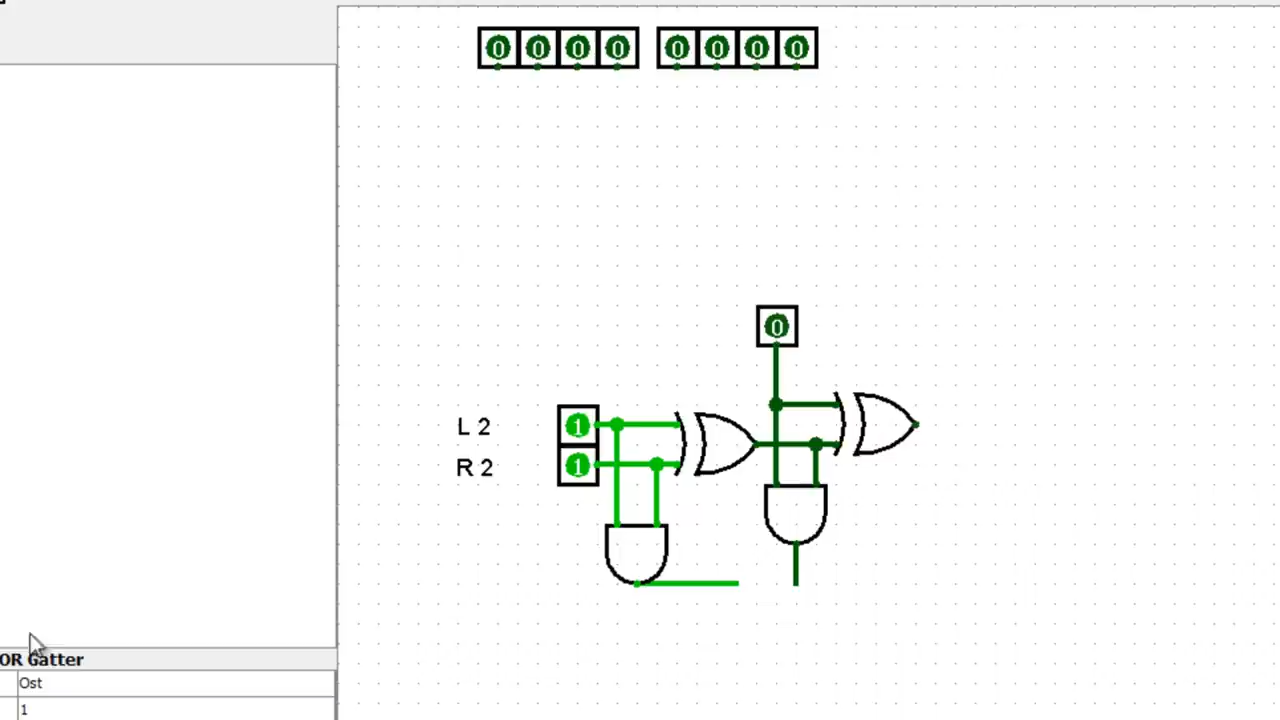 0 0 0 0 0 0 0 0
0
L 2 1
R 2 1
OR Gatter
Ost
1